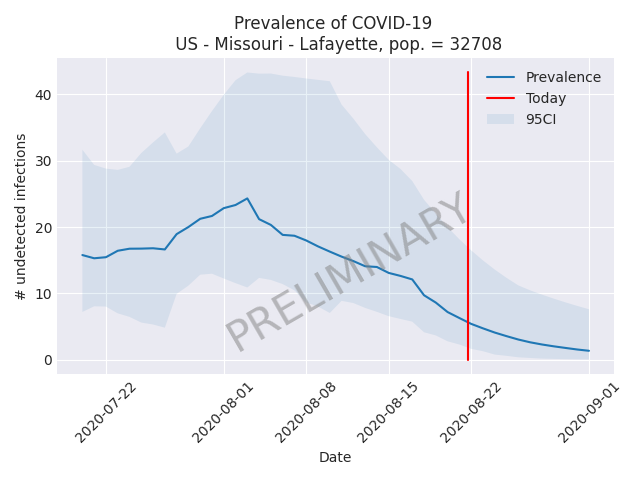 Prevalence of COVID-19
US - Missouri - Lafayette, pop. = 32708
# undetected infections
40
30
20
10
0
Prevalence
Today
95CI
PRELIMINARY
2020-07-22
2020-08-01
2020-08-08
2020-08-15
2020-08-22
2020-09-01
Date